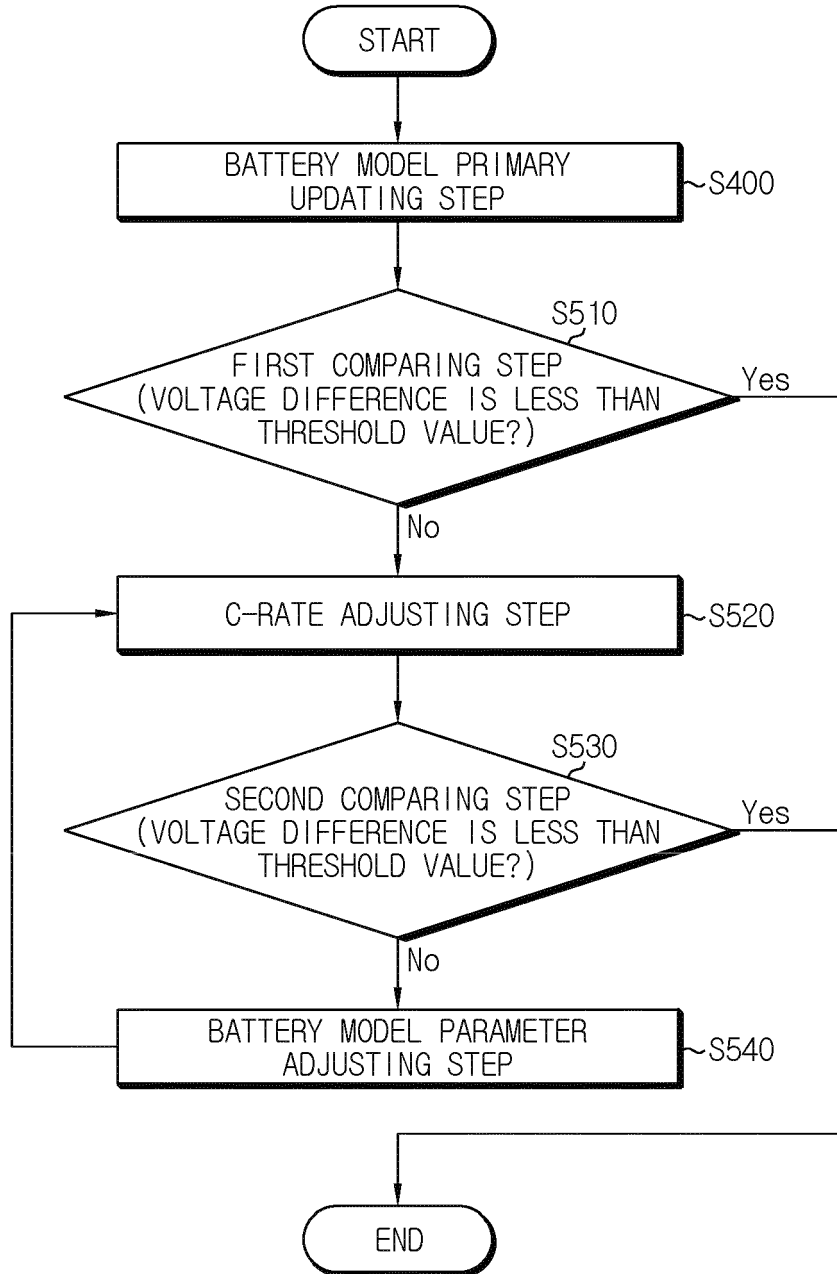 START
BATTERY MODEL PRIMARY
UPDATING STEP
S400
S510
FIRST COMPARING STEP
(VOLTAGE DIFFERENCE IS LESS THAN
THRESHOLD VALUE?)
Yes
No
C-RATE ADJUSTING STEP
S520
S530
SECOND COMPARING STEP
(VOLTAGE DIFFERENCE IS LESS THAN
THRESHOLD VALUE?)
Yes
No
BATTERY MODEL PARAMETER
ADJUSTING STEP
S540
END